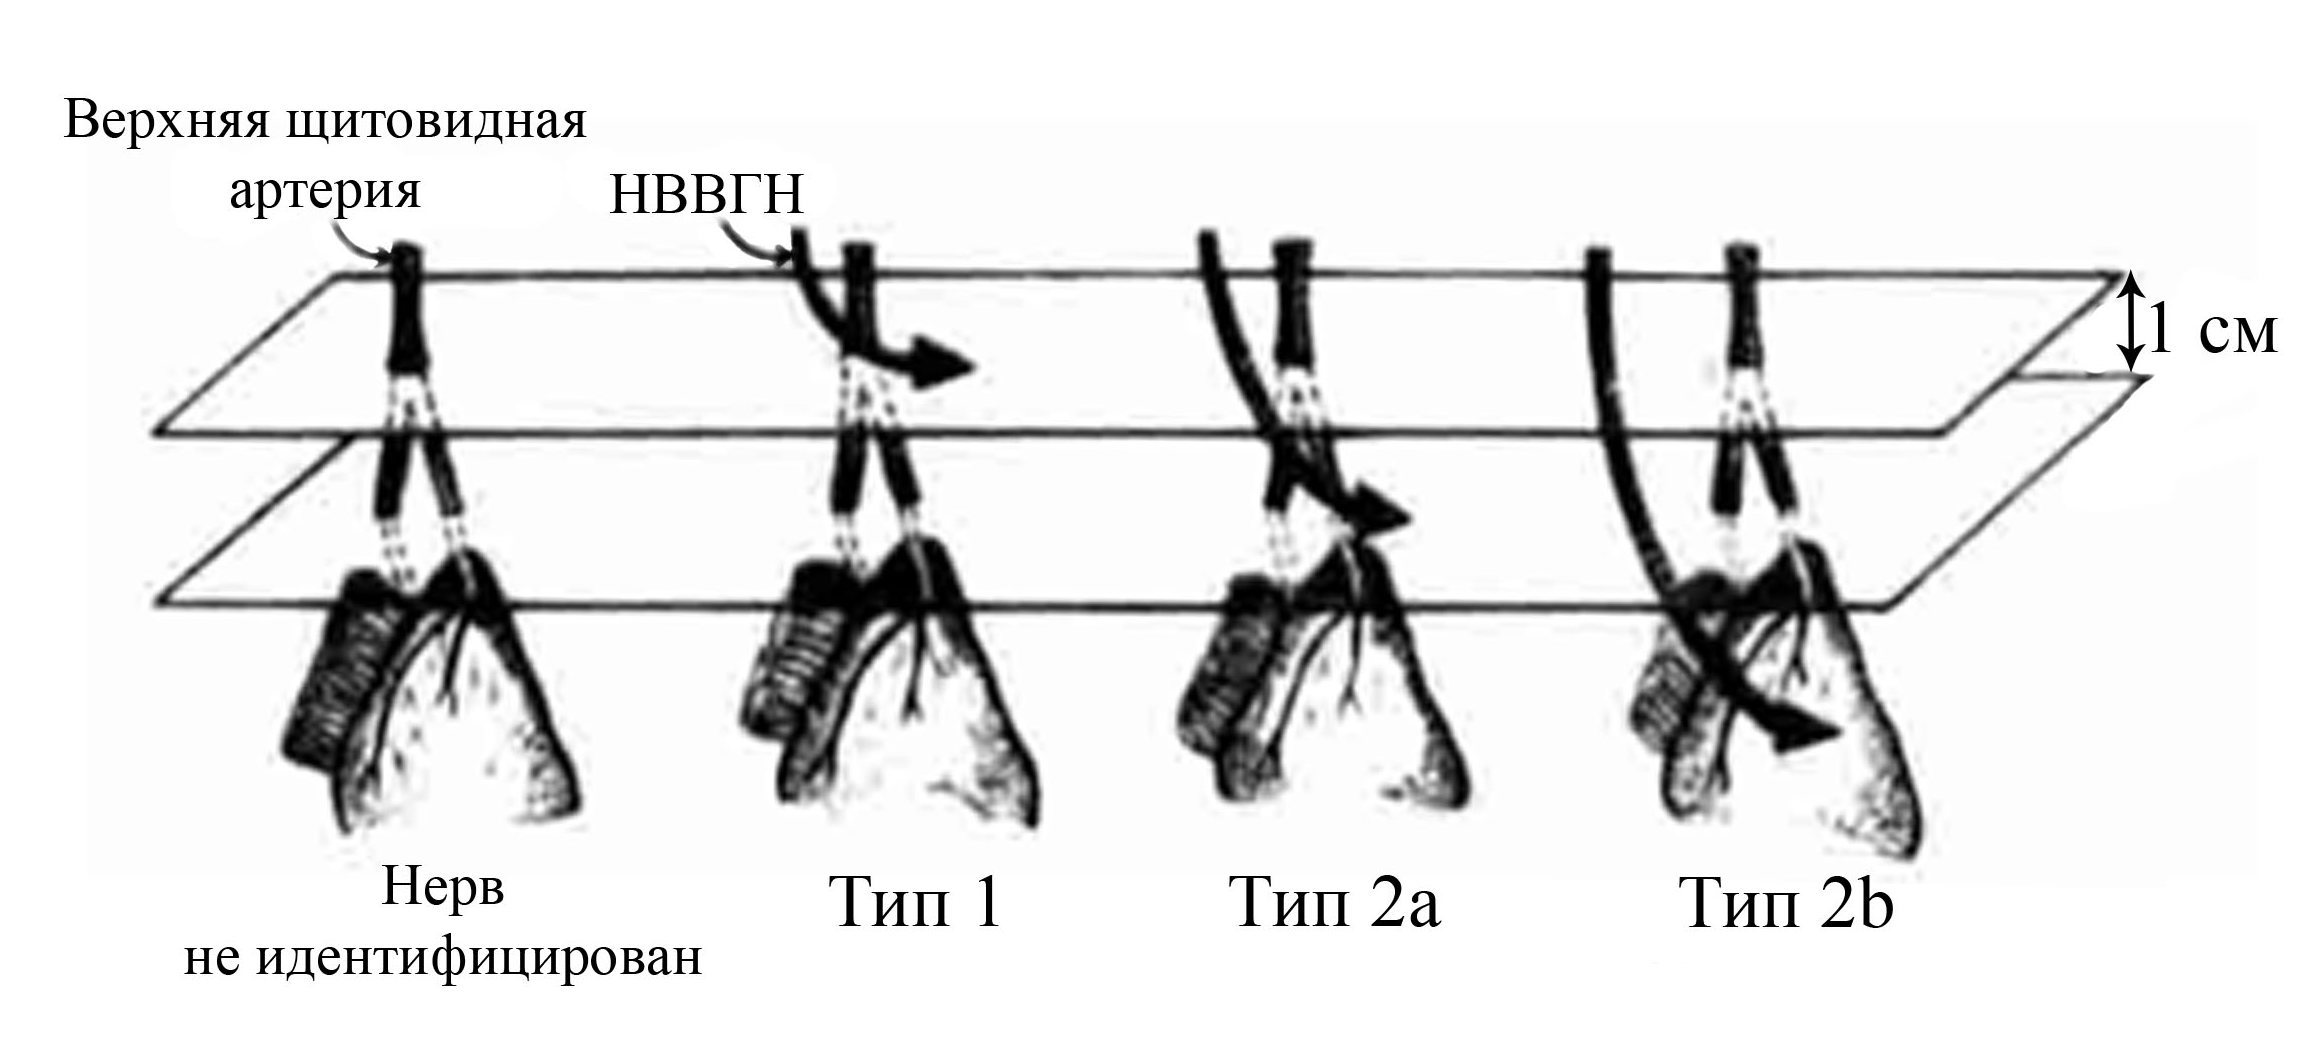 Верхняя щитовидная
артерия
НВВГН
1 см
Нерв
не идентифицирован
Тип 1
Тип 2a
Тип 2b